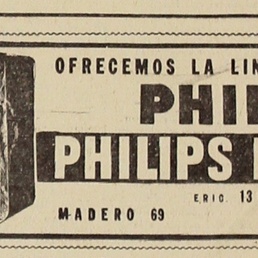 OFRECEMOS LA LIN
PHI
PHILIPS
ERIC. 13
MADERO 69